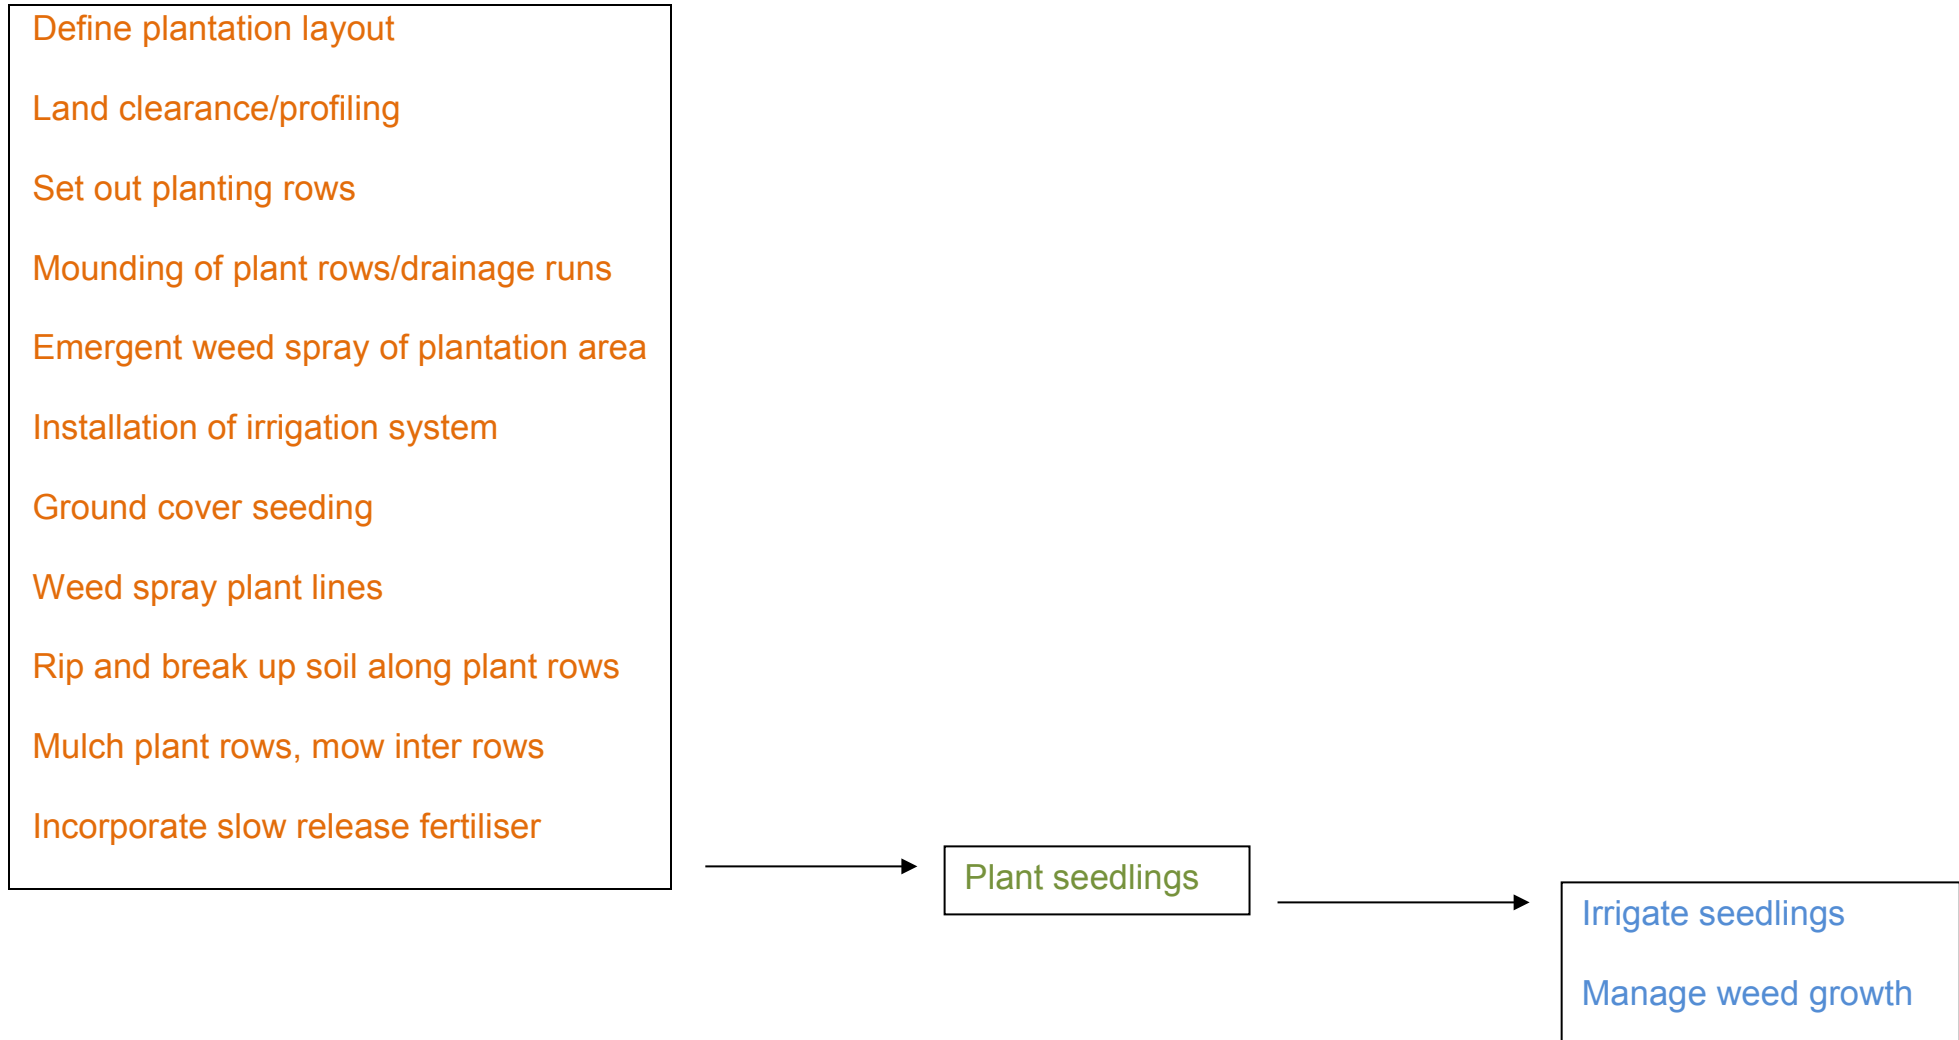 Define plantation layout
Land clearance/profiling
Set out planting rows
Mounding of plant rows/drainage runs
Emergent weed spray of plantation area
Installation of irrigation system
Ground cover seeding
Weed spray plant lines
Rip and break up soil along plant rows
Mulch plant rows, mow inter rows
Incorporate slow release fertiliser
Plant seedlings
Irrigate seedlings
Manage weed growth